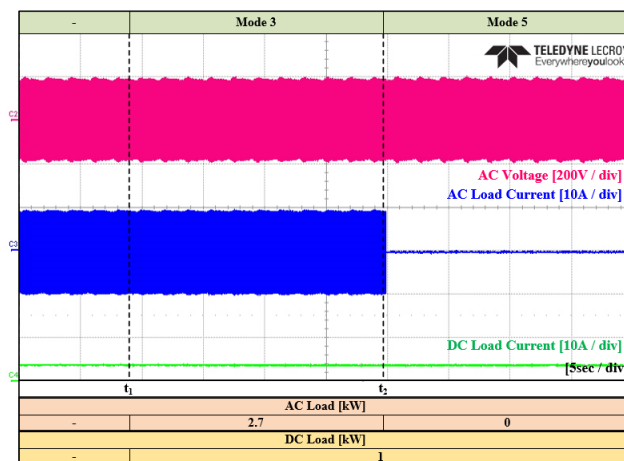 - Mode 3 Mode 5
TELEDYNE LECROY
Everywhereyoulook
C2
AC Voltage [200V / div]
AC Load Current [10A / div]
C3
DC Load Current [10A / div]
C4
[5sec / div
t1 t2
AC Load [kW]
- 2.7 0
DC Load [kW]
- 1